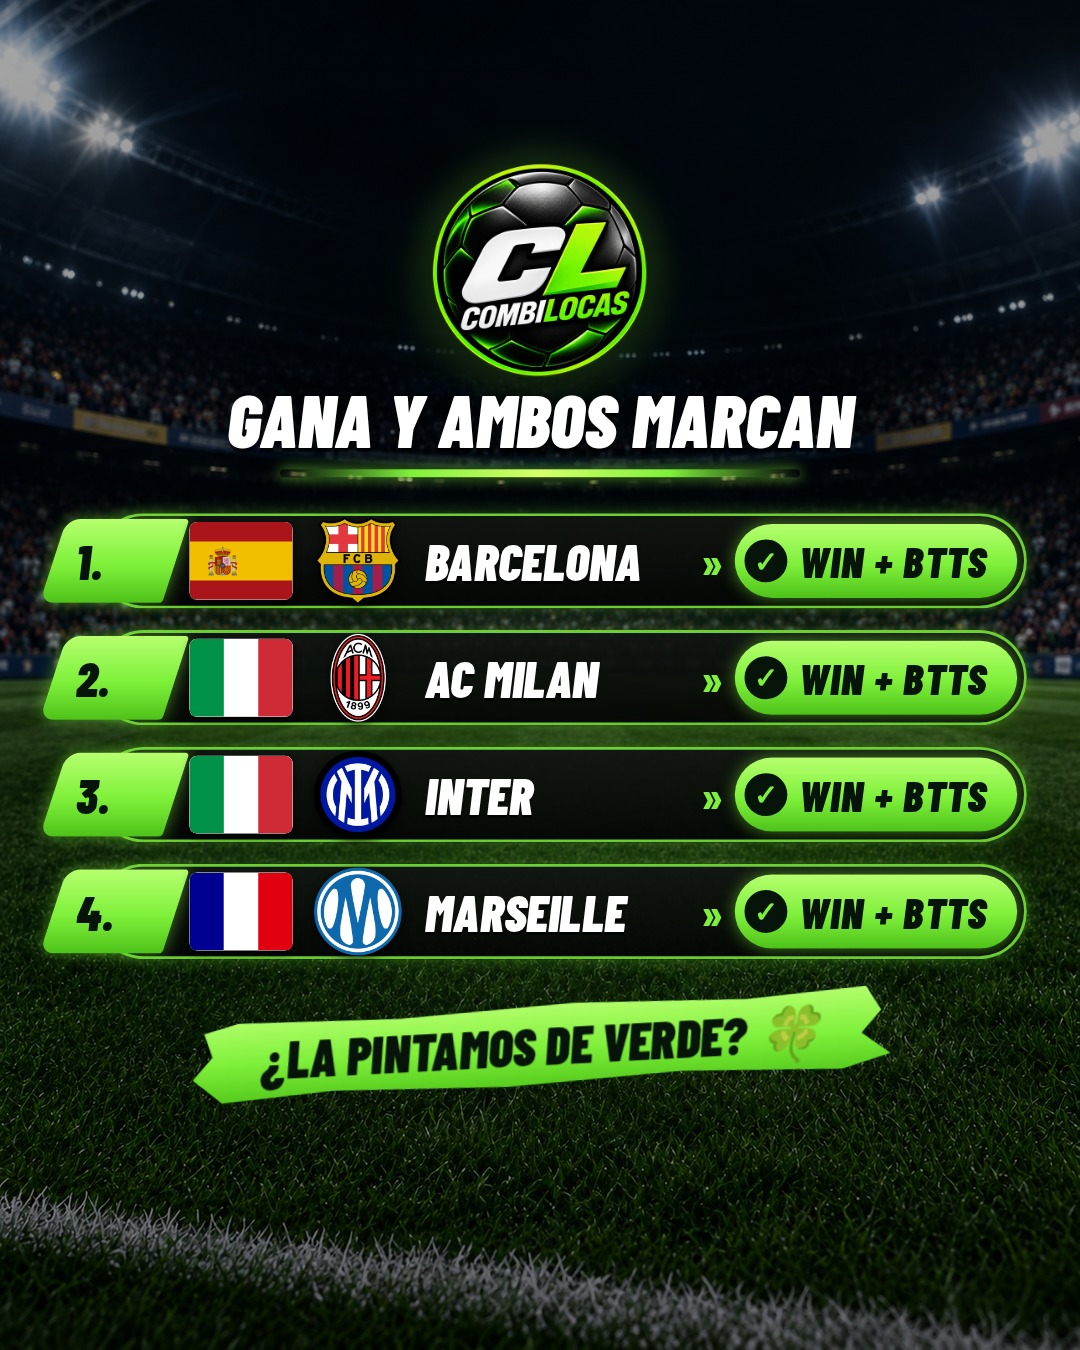 CL
COMBILOCAS
GANA Y AMBOS MARCAN
1. FCB BARCELONA » ✓ WIN + BTTS
2. ACM 1899 AC MILAN » ✓ WIN + BTTS
3. INTER » ✓ WIN + BTTS
4. MARSEILLE » ✓ WIN + BTTS
¿LA PINTAMOS DE VERDE? 🍀